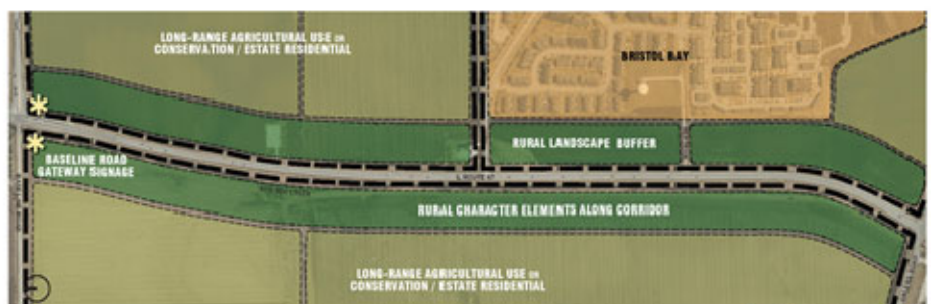 LONG-RANGE AGRICULTURAL USE OR
CONSERVATION / ESTATE RESIDENTIAL
BRISTOL BAY
RURAL LANDSCAPE BUFFER
BASELINE ROAD
GATEWAY SIGNAGE
RURAL CHARACTER ELEMENTS ALONG CORRIDOR
LONG-RANGE AGRICULTURAL USE OR
CONSERVATION / ESTATE RESIDENTIAL